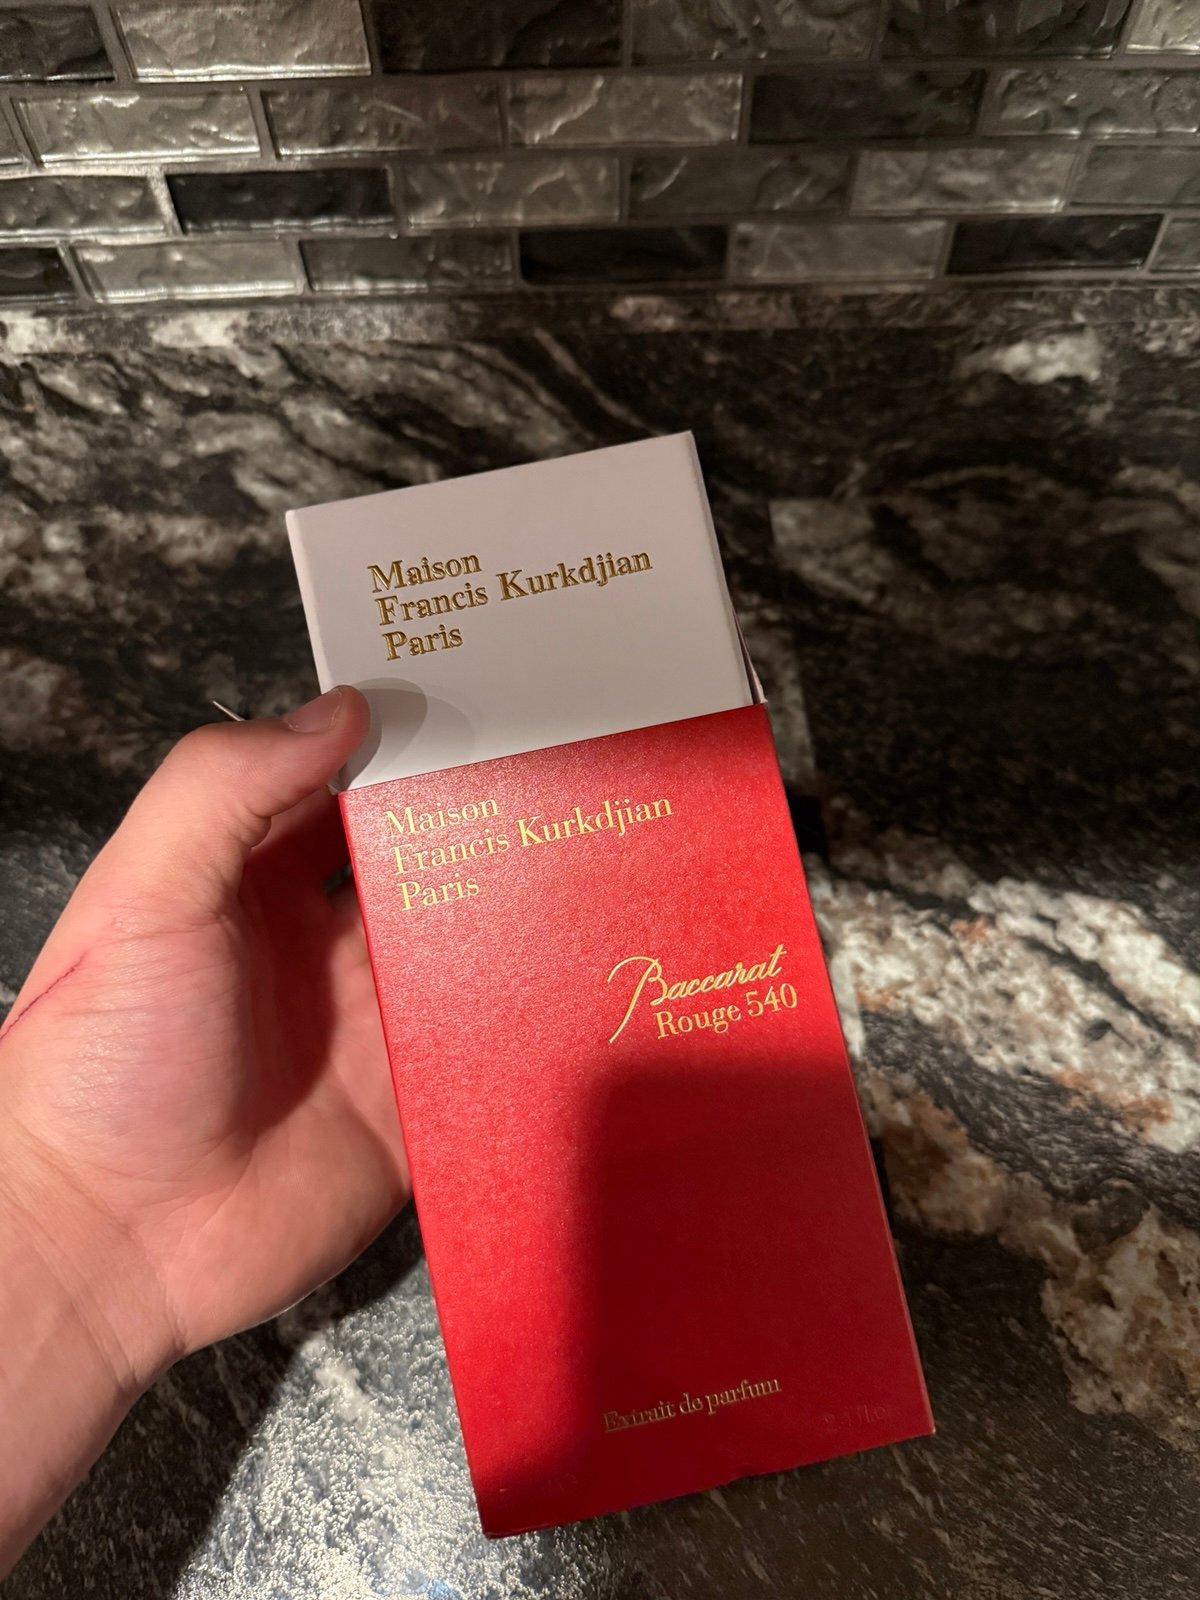 Maison
Francis Kurkdjian
Paris
Maison
Francis Kurkdjian
Paris
Baccarat
Rouge 540
Extrait de parfum